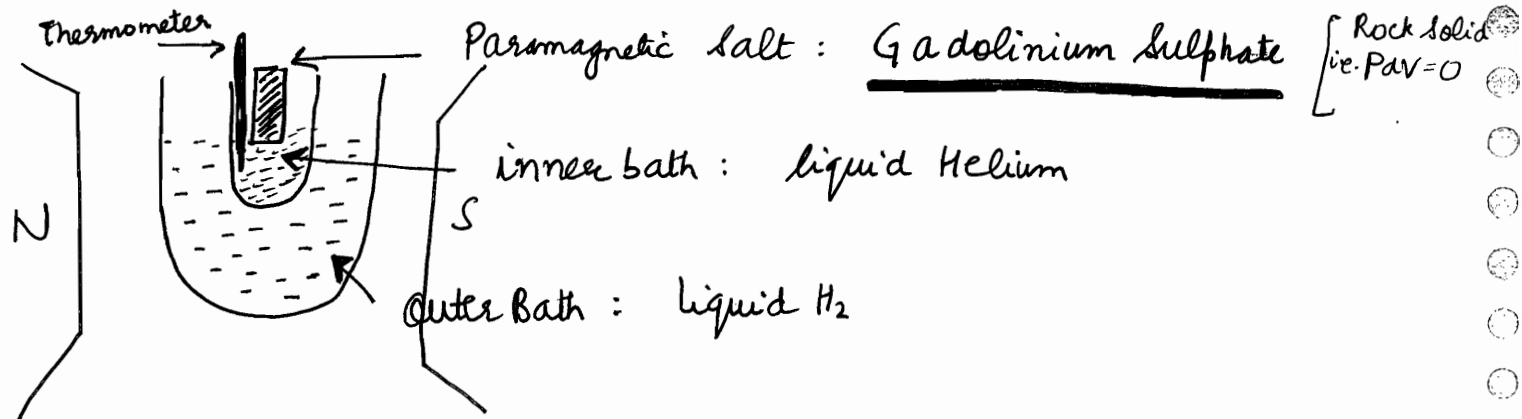 Thermometer
Paramagnetic Salt : Gadolinium Sulphate [Rock Solid
ie. PdV=0
inner bath : liquid Helium
N
S
Outer Bath : liquid H₂